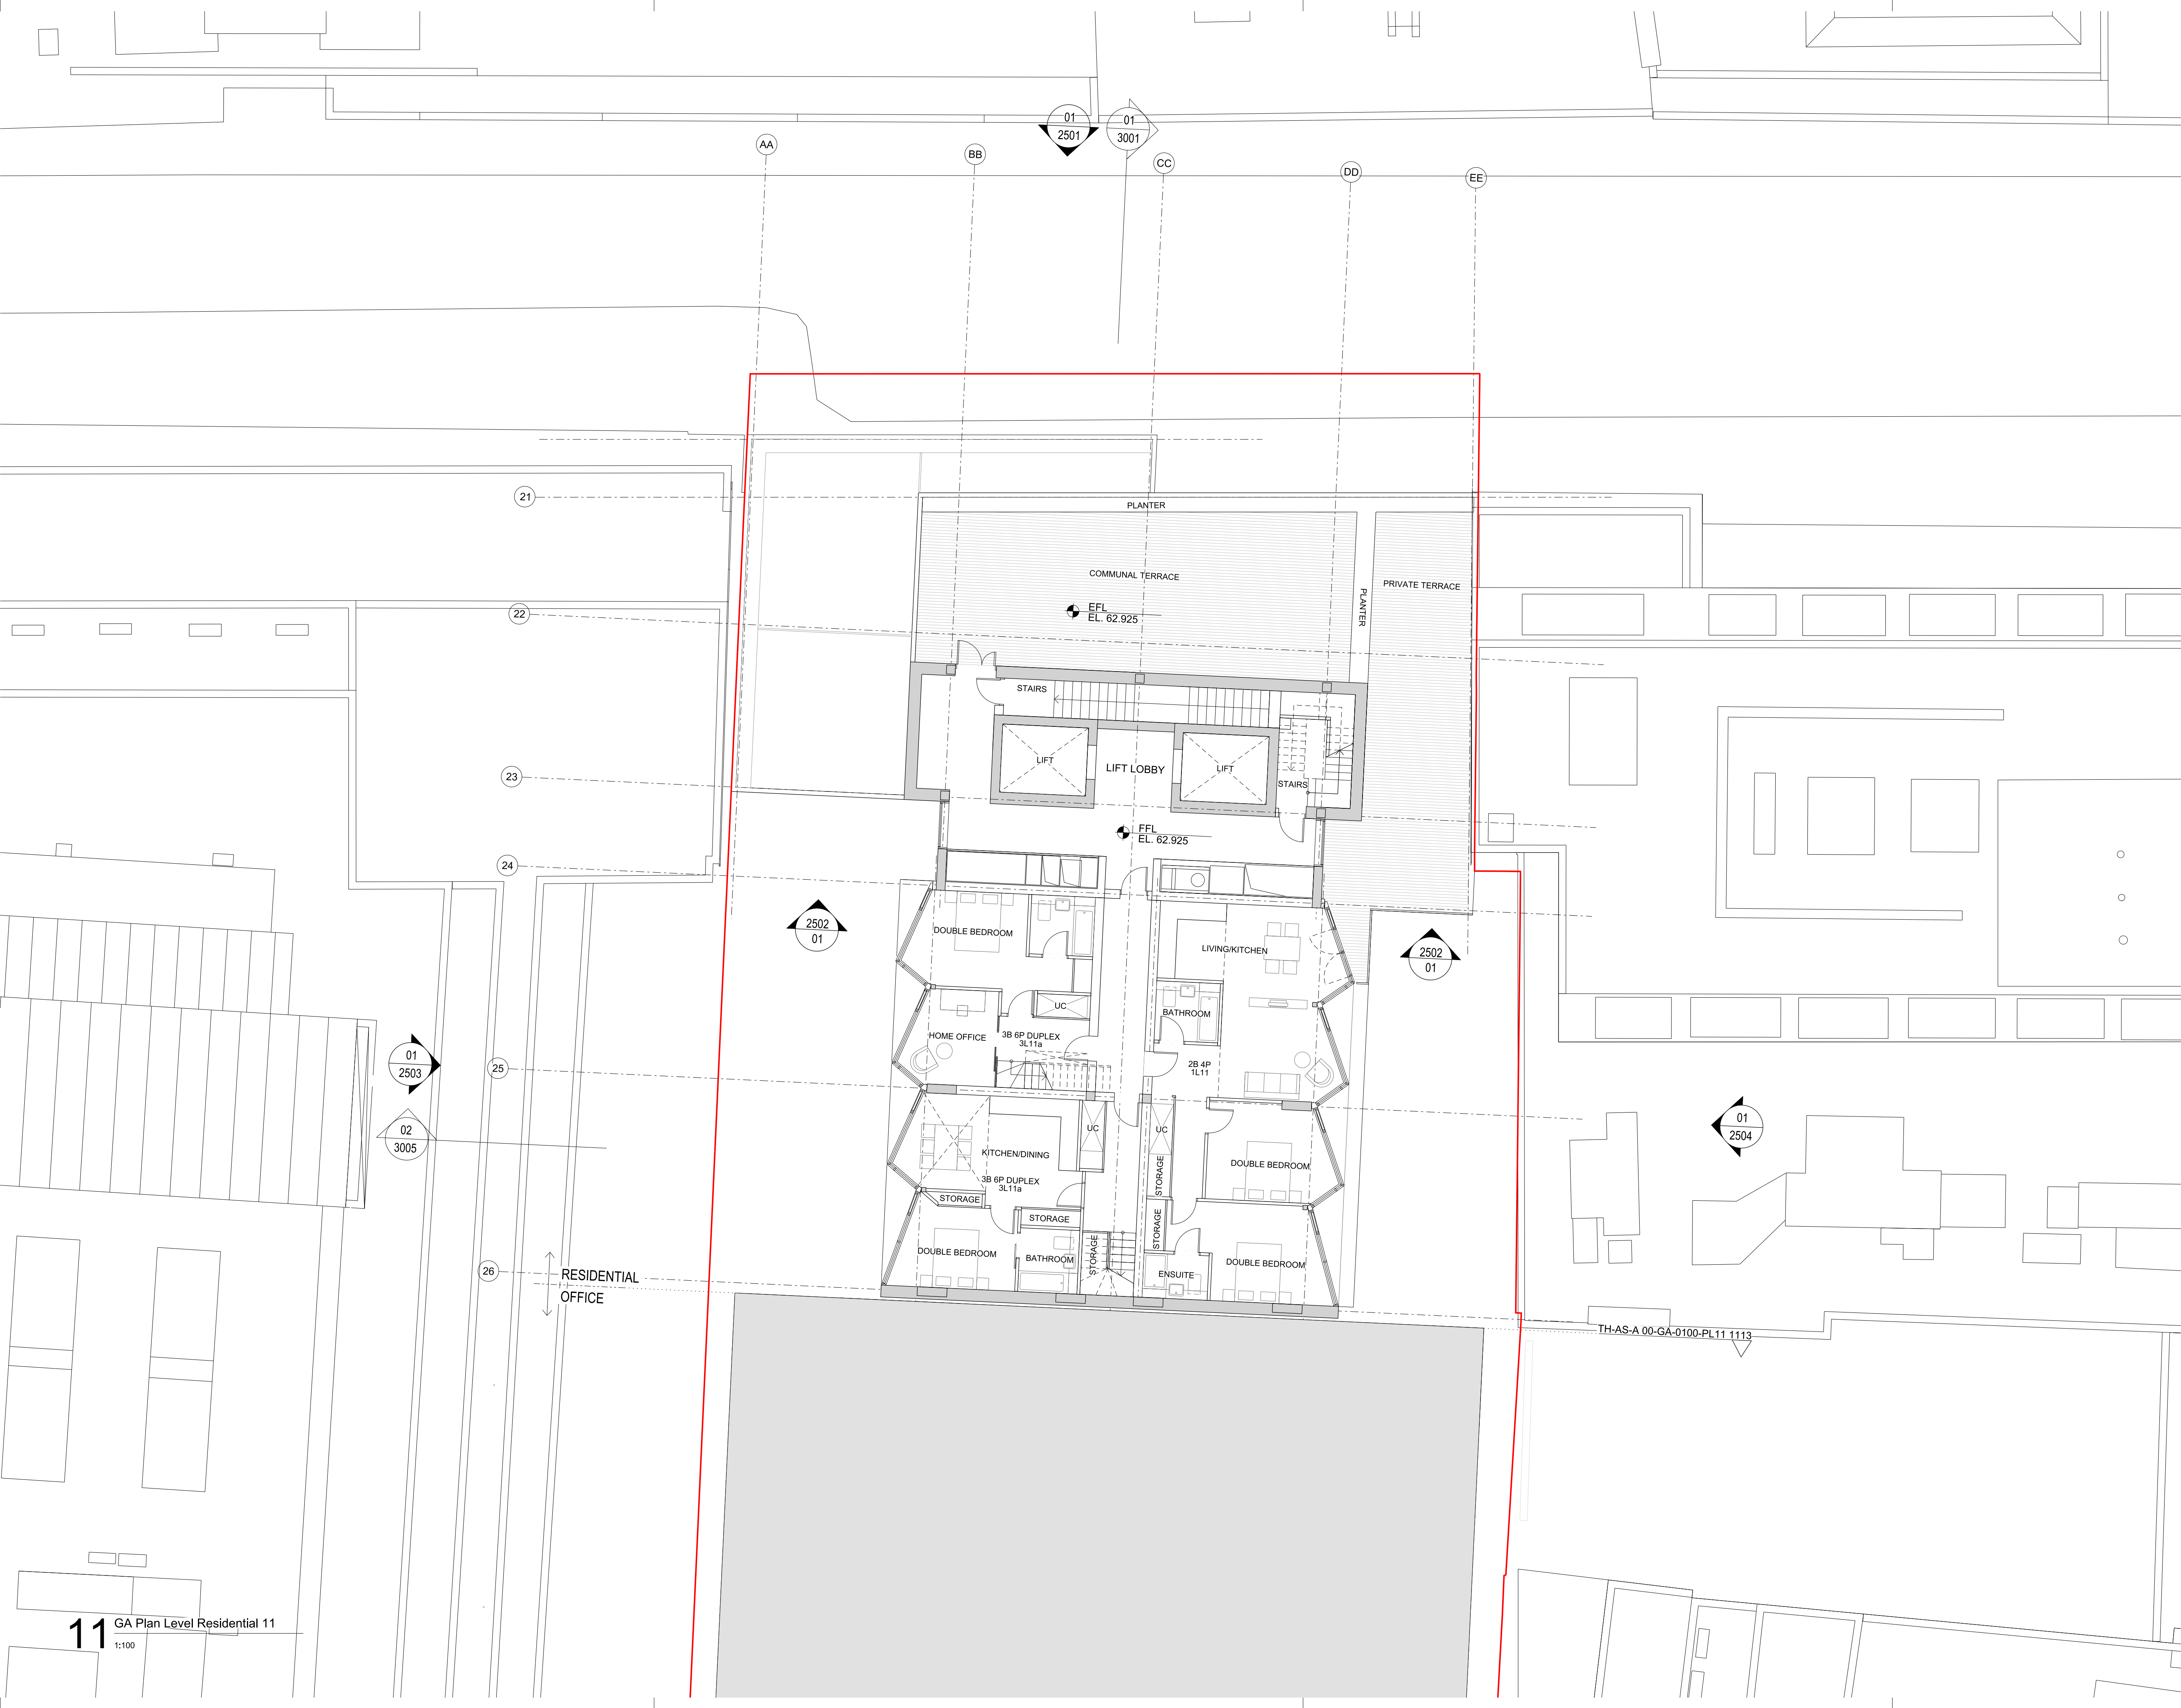 01
2501
01
3001
AA
BB
CC
DD
EE
21
PLANTER
COMMUNAL TERRACE
PRIVATE TERRACE
PLANTER
EFL
EL. 62.925
22
STAIRS
LIFT
LIFT LOBBY
LIFT
STAIRS
23
FFL
EL. 62.925
24
2502
01
2502
01
DOUBLE BEDROOM
LIVING/KITCHEN
UC
BATHROOM
HOME OFFICE
3B 6P DUPLEX
3L11a
2B 4P
1L11
01
2503
25
02
3005
01
2504
UC
UC
KITCHEN/DINING
STORAGE
DOUBLE BEDROOM
3B 6P DUPLEX
3L11a
STORAGE
STORAGE
STORAGE
STORAGE
DOUBLE BEDROOM
BATHROOM
ENSUITE
DOUBLE BEDROOM
26
RESIDENTIAL
OFFICE
TH-AS-A 00-GA-0100-PL11 1113
11
GA Plan Level Residential 11
1:100